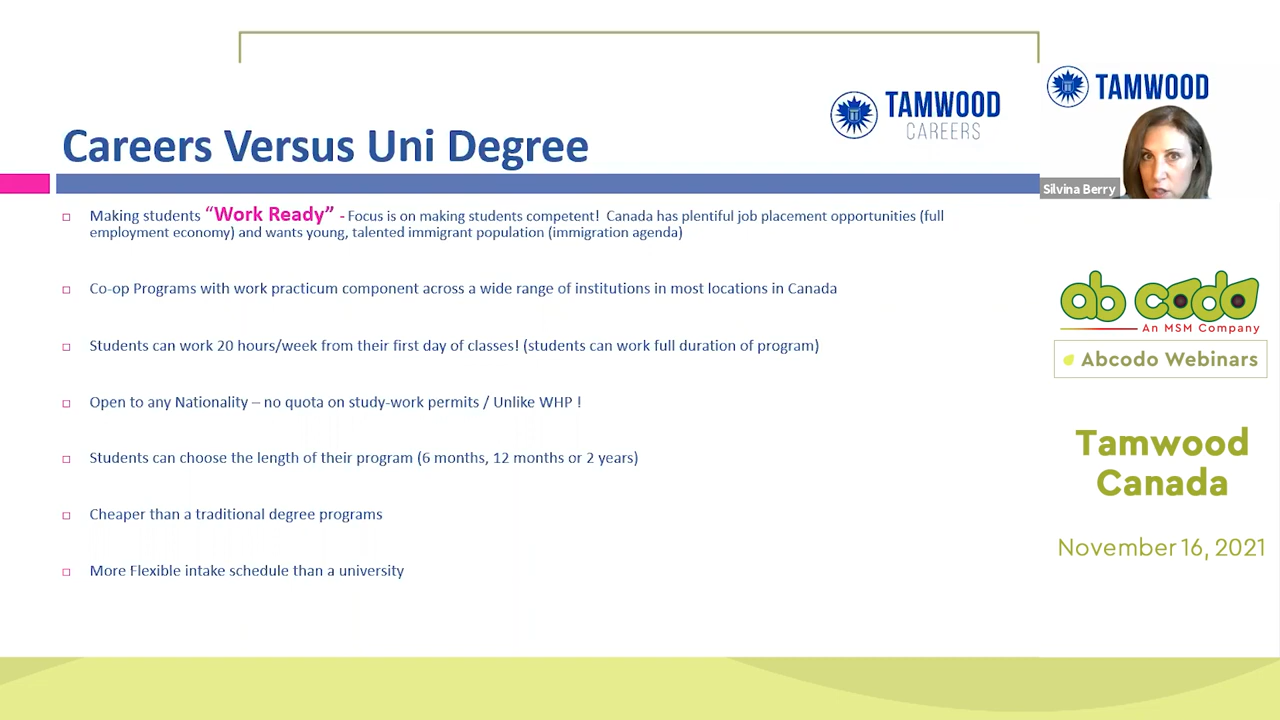 TAMWOOD
CAREERS
TAMWOOD
Careers Versus Uni Degree
Silvina Berry
Making students “Work Ready” - Focus is on making students competent! Canada has plentiful job placement opportunities (full
employment economy) and wants young, talented immigrant population (immigration agenda)
Co-op Programs with work practicum component across a wide range of institutions in most locations in Canada
Students can work 20 hours/week from their first day of classes! (students can work full duration of program)
Open to any Nationality – no quota on study-work permits / Unlike WHP !
Students can choose the length of their program (6 months, 12 months or 2 years)
Cheaper than a traditional degree programs
More Flexible intake schedule than a university
abcodo
An MSM Company
Abcodo Webinars
Tamwood
Canada
November 16, 2021